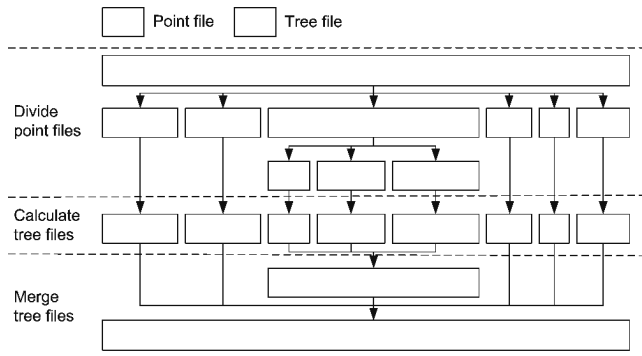 Point file
Tree file
Divide
point files
Calculate
tree files
Merge
tree files